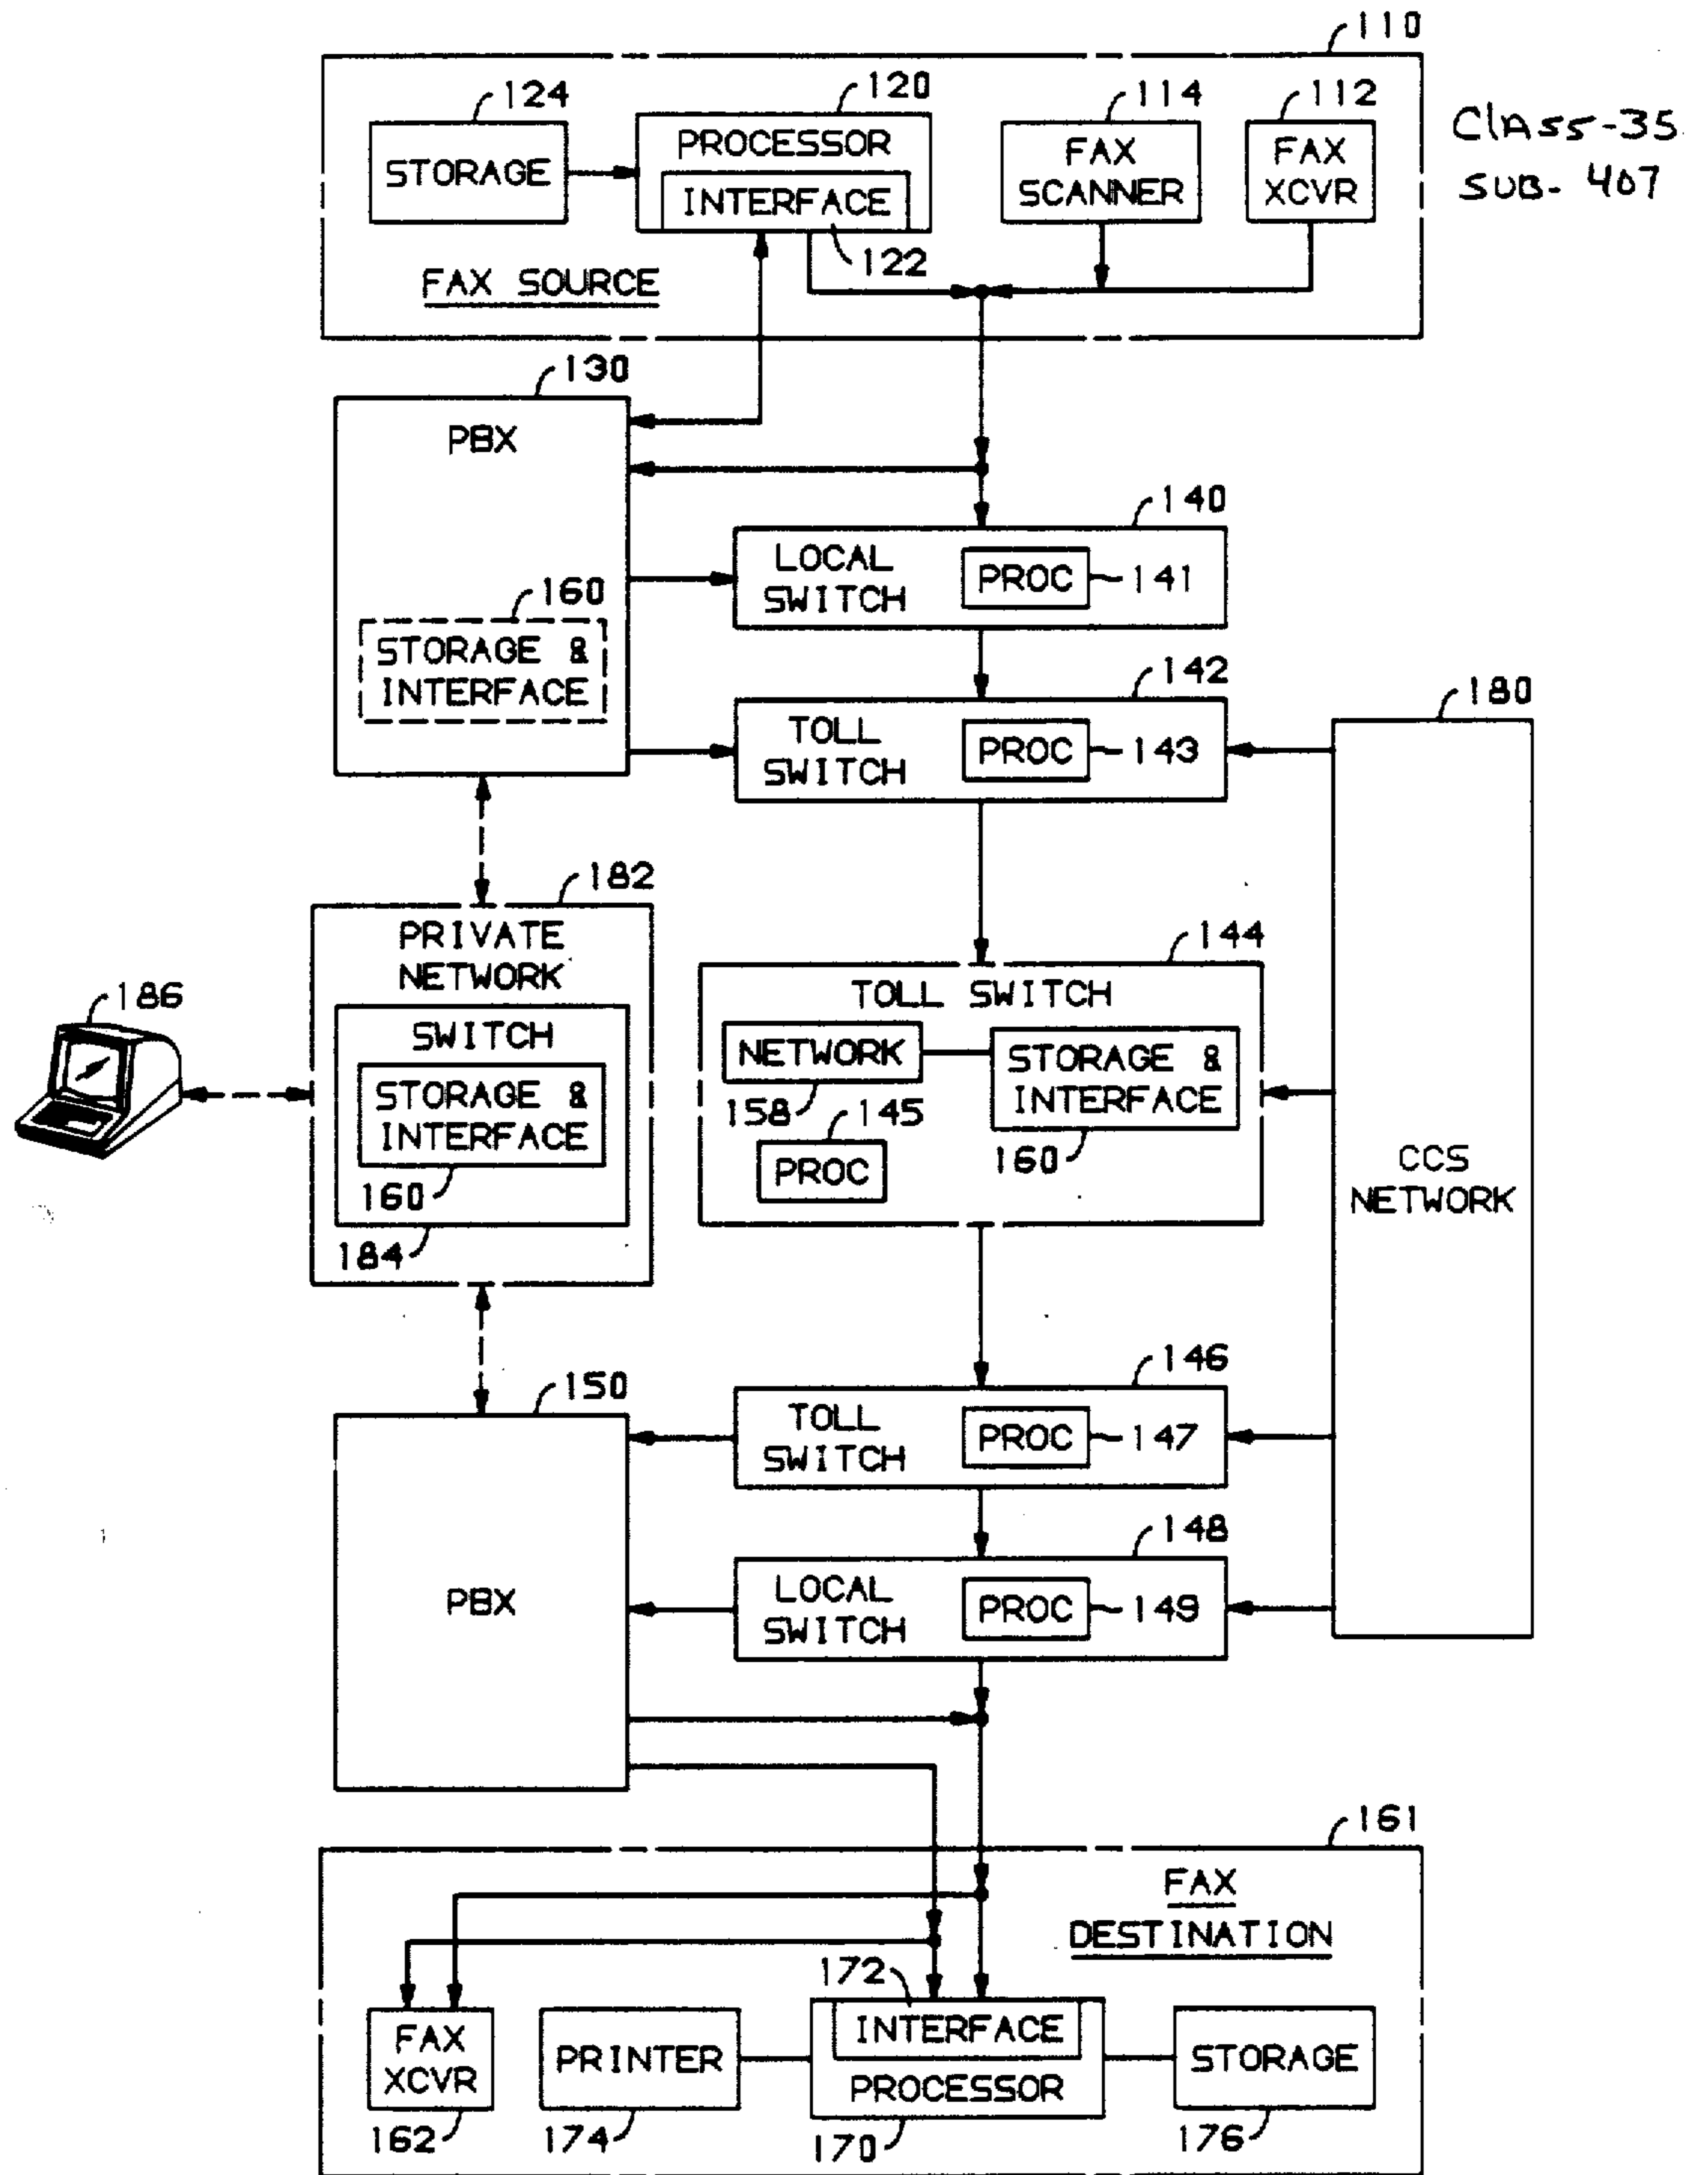 110
124
120
114
112
CLASS-35
SUB- 407
STORAGE
PROCESSOR
INTERFACE
FAX
SCANNER
FAX
XCVR
122
FAX SOURCE
130
PBX
140
LOCAL
SWITCH
PROC
141
160
STORAGE &
INTERFACE
142
TOLL
SWITCH
PROC
143
180
182
PRIVATE
NETWORK
144
TOLL SWITCH
186
SWITCH
STORAGE &
INTERFACE
160
184
NETWORK
STORAGE &
INTERFACE
158
145
160
PROC
CCS
NETWORK
150
PBX
146
TOLL
SWITCH
PROC
147
148
LOCAL
SWITCH
PROC
149
161
FAX
DESTINATION
172
INTERFACE
PROCESSOR
FAX
XCVR
PRINTER
STORAGE
162
174
170
176